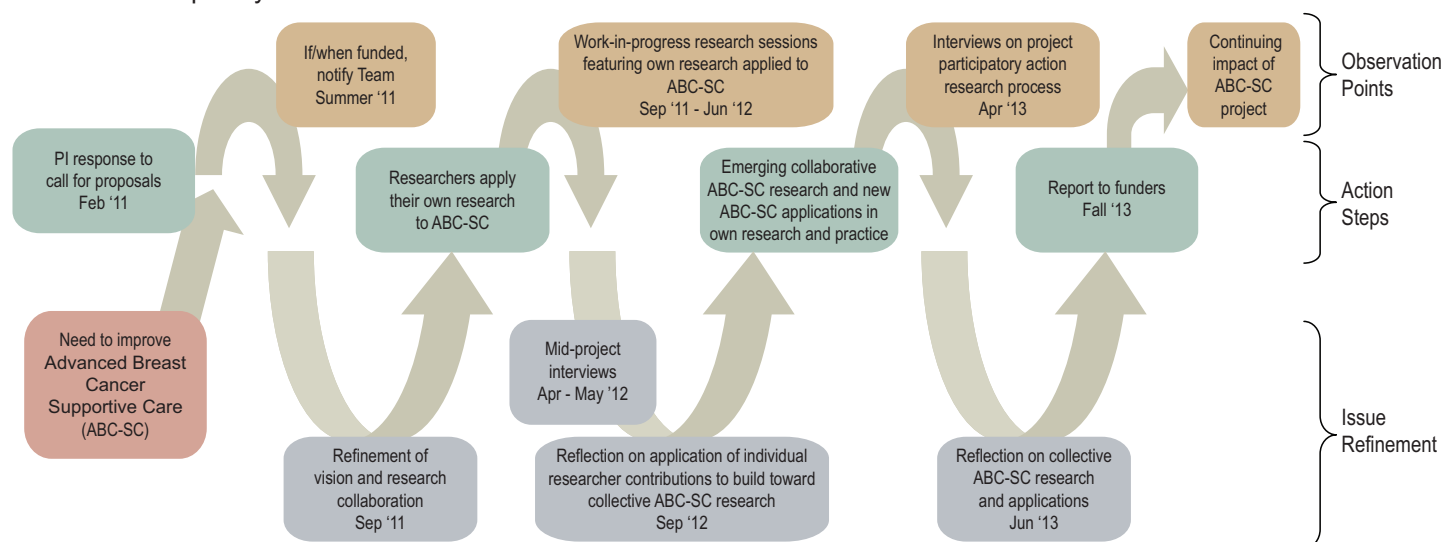 If/when funded,
notify Team
Summer ‘11
Work-in-progress research sessions
featuring own research applied to
ABC-SC
Sep ‘11 - Jun ‘12
Interviews on project
participatory action
research process
Apr ‘13
Continuing
impact of
ABC-SC
project
Observation
Points
PI response to
call for proposals
Feb ‘11
Researchers apply
their own research
to ABC-SC
Emerging collaborative
ABC-SC research and new
ABC-SC applications in
own research and practice
Report to funders
Fall ‘13
Action
Steps
Need to improve
Advanced Breast
Cancer
Supportive Care
(ABC-SC)
Mid-project
interviews
Apr - May ‘12
Issue
Refinement
Refinement of
vision and research
collaboration
Sep ‘11
Reflection on application of individual
researcher contributions to build toward
collective ABC-SC research
Sep ‘12
Reflection on collective
ABC-SC research
and applications
Jun ‘13